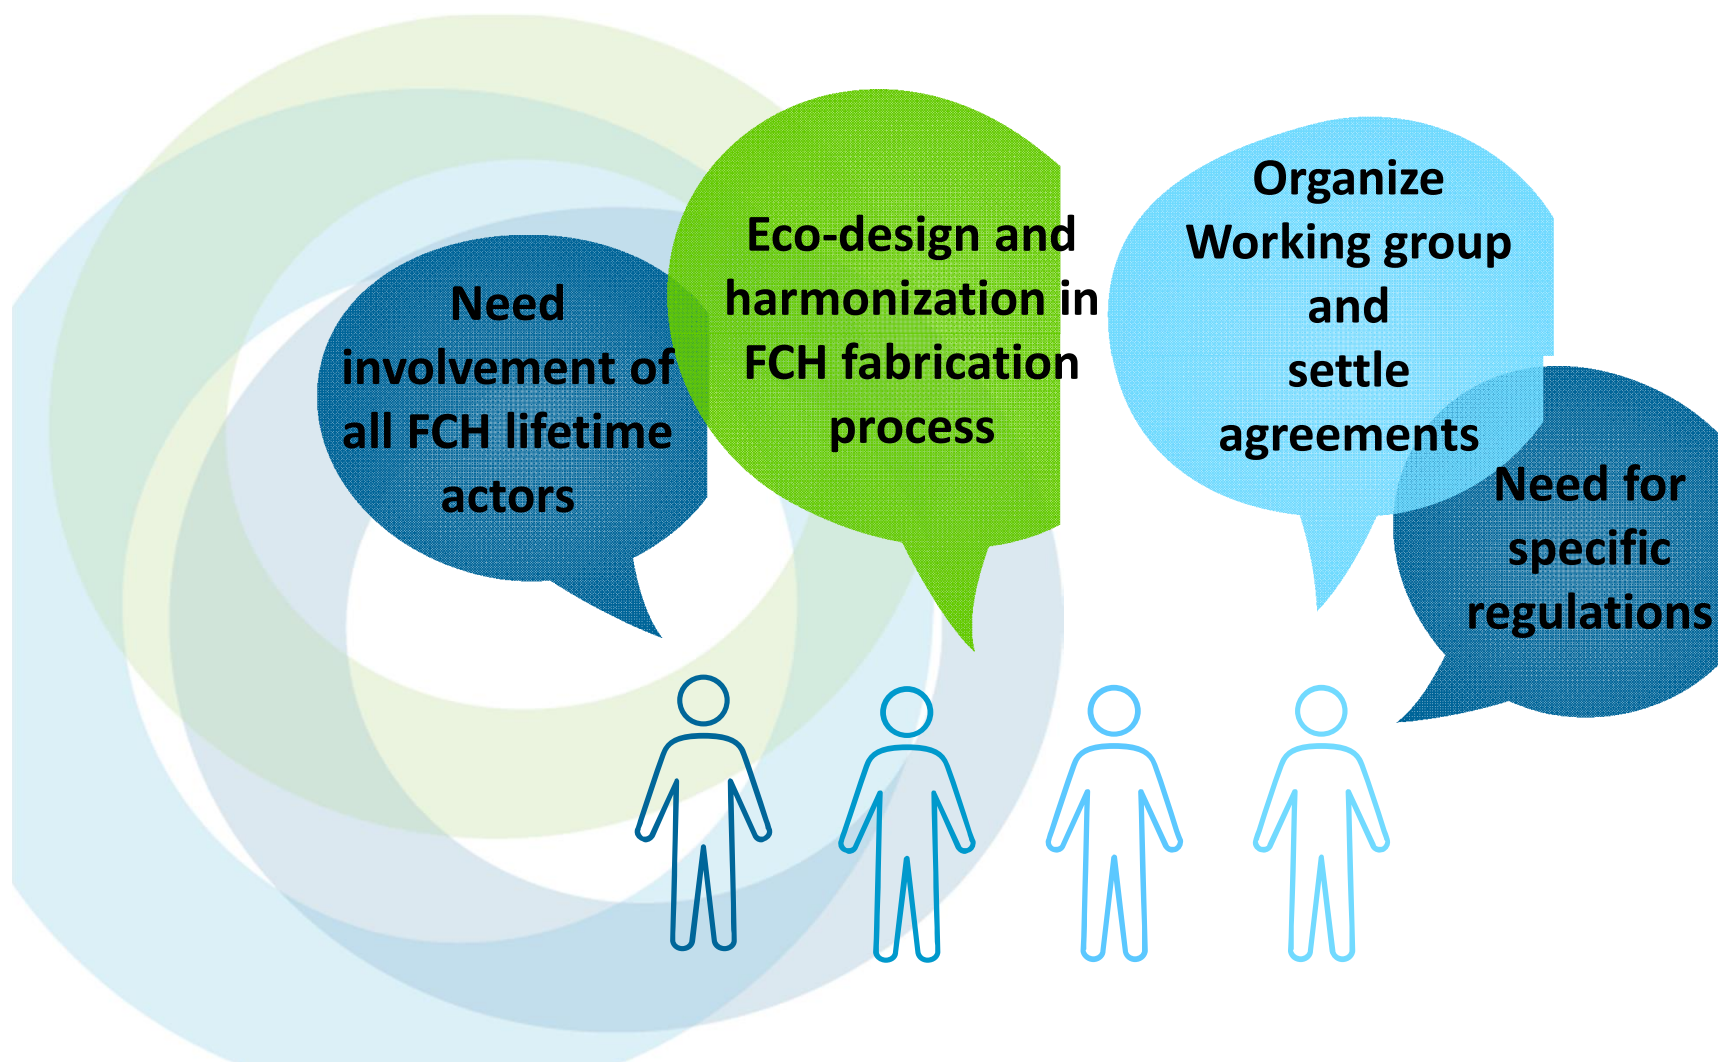 Need
involvement of
all FCH lifetime
actors
Eco-design and
harmonization in
FCH fabrication
process
Organize
Working group
and
settle
agreements
Need for
specific
regulations